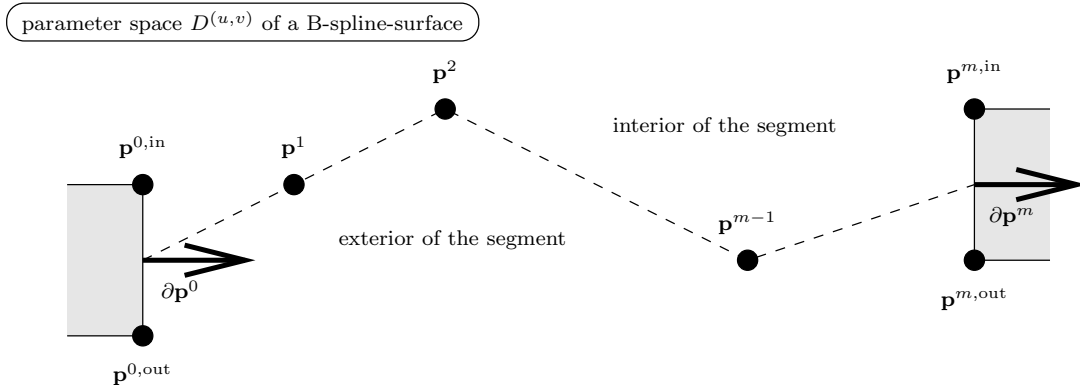 parameter space D^(u,v) of a B-spline-surface
p^2
p^m,in
interior of the segment
p^0,in
p^1
p^m−1
∂p^m
exterior of the segment
∂p^0
p^m,out
p^0,out